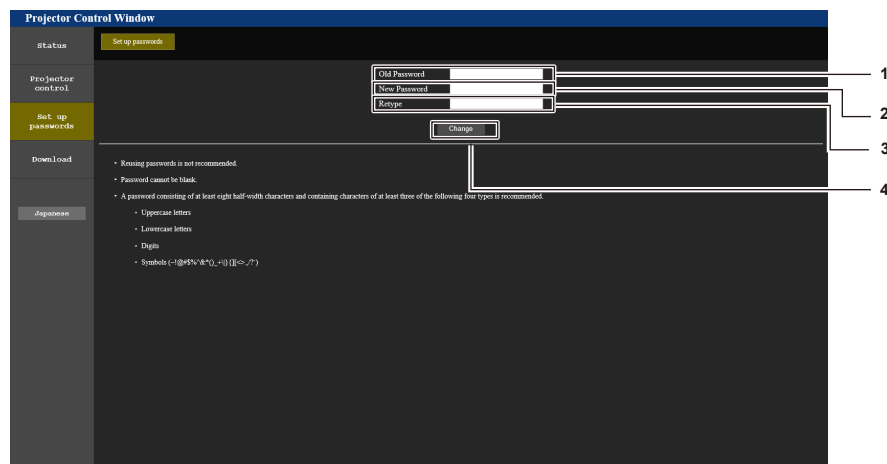 Projector Control Window
Status
Set up passwords
Projector
control
Set up
passwords
Download
Japanese
Old Password
New Password
Retype
Change
1
2
3
4
• Reusing passwords is not recommended.
• Password cannot be blank.
• A password consisting of at least eight half-width characters and containing characters of at least three of the following four types is recommended.
• Uppercase letters
• Lowercase letters
• Digits
• Symbols (~!@#$%^&*()_+\|}{][<>.,/?')